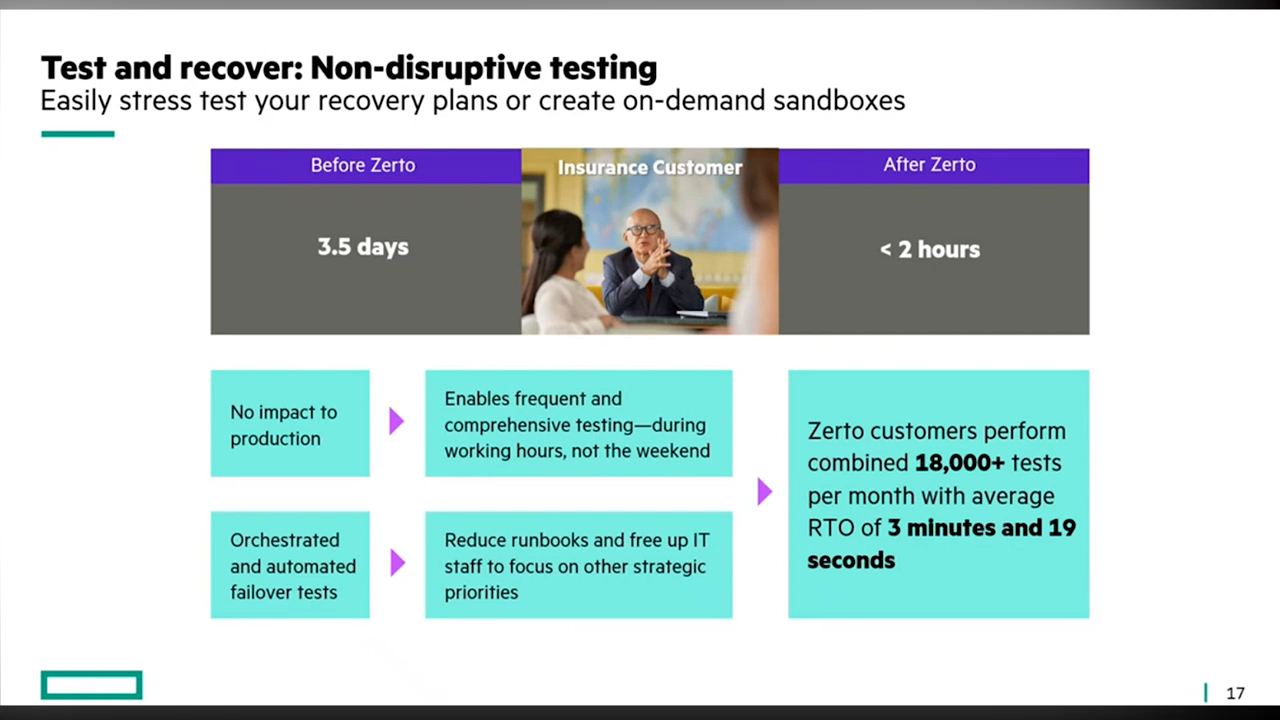 Test and recover: Non-disruptive testing
Easily stress test your recovery plans or create on-demand sandboxes
Before Zerto
Insurance Customer
After Zerto
3.5 days
< 2 hours
No impact to
production
Enables frequent and
comprehensive testing—during
working hours, not the weekend
Orchestrated
and automated
failover tests
Reduce runbooks and free up IT
staff to focus on other strategic
priorities
Zerto customers perform
combined 18,000+ tests
per month with average
RTO of 3 minutes and 19
seconds
17